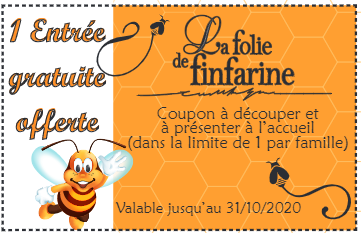 1 Entrée
gratuite
offerte
La folie
de finfarine
Coupon à découper et
à présenter à l'accueil
(dans la limite de 1 par famille)
Valable jusqu'au 31/10/2020